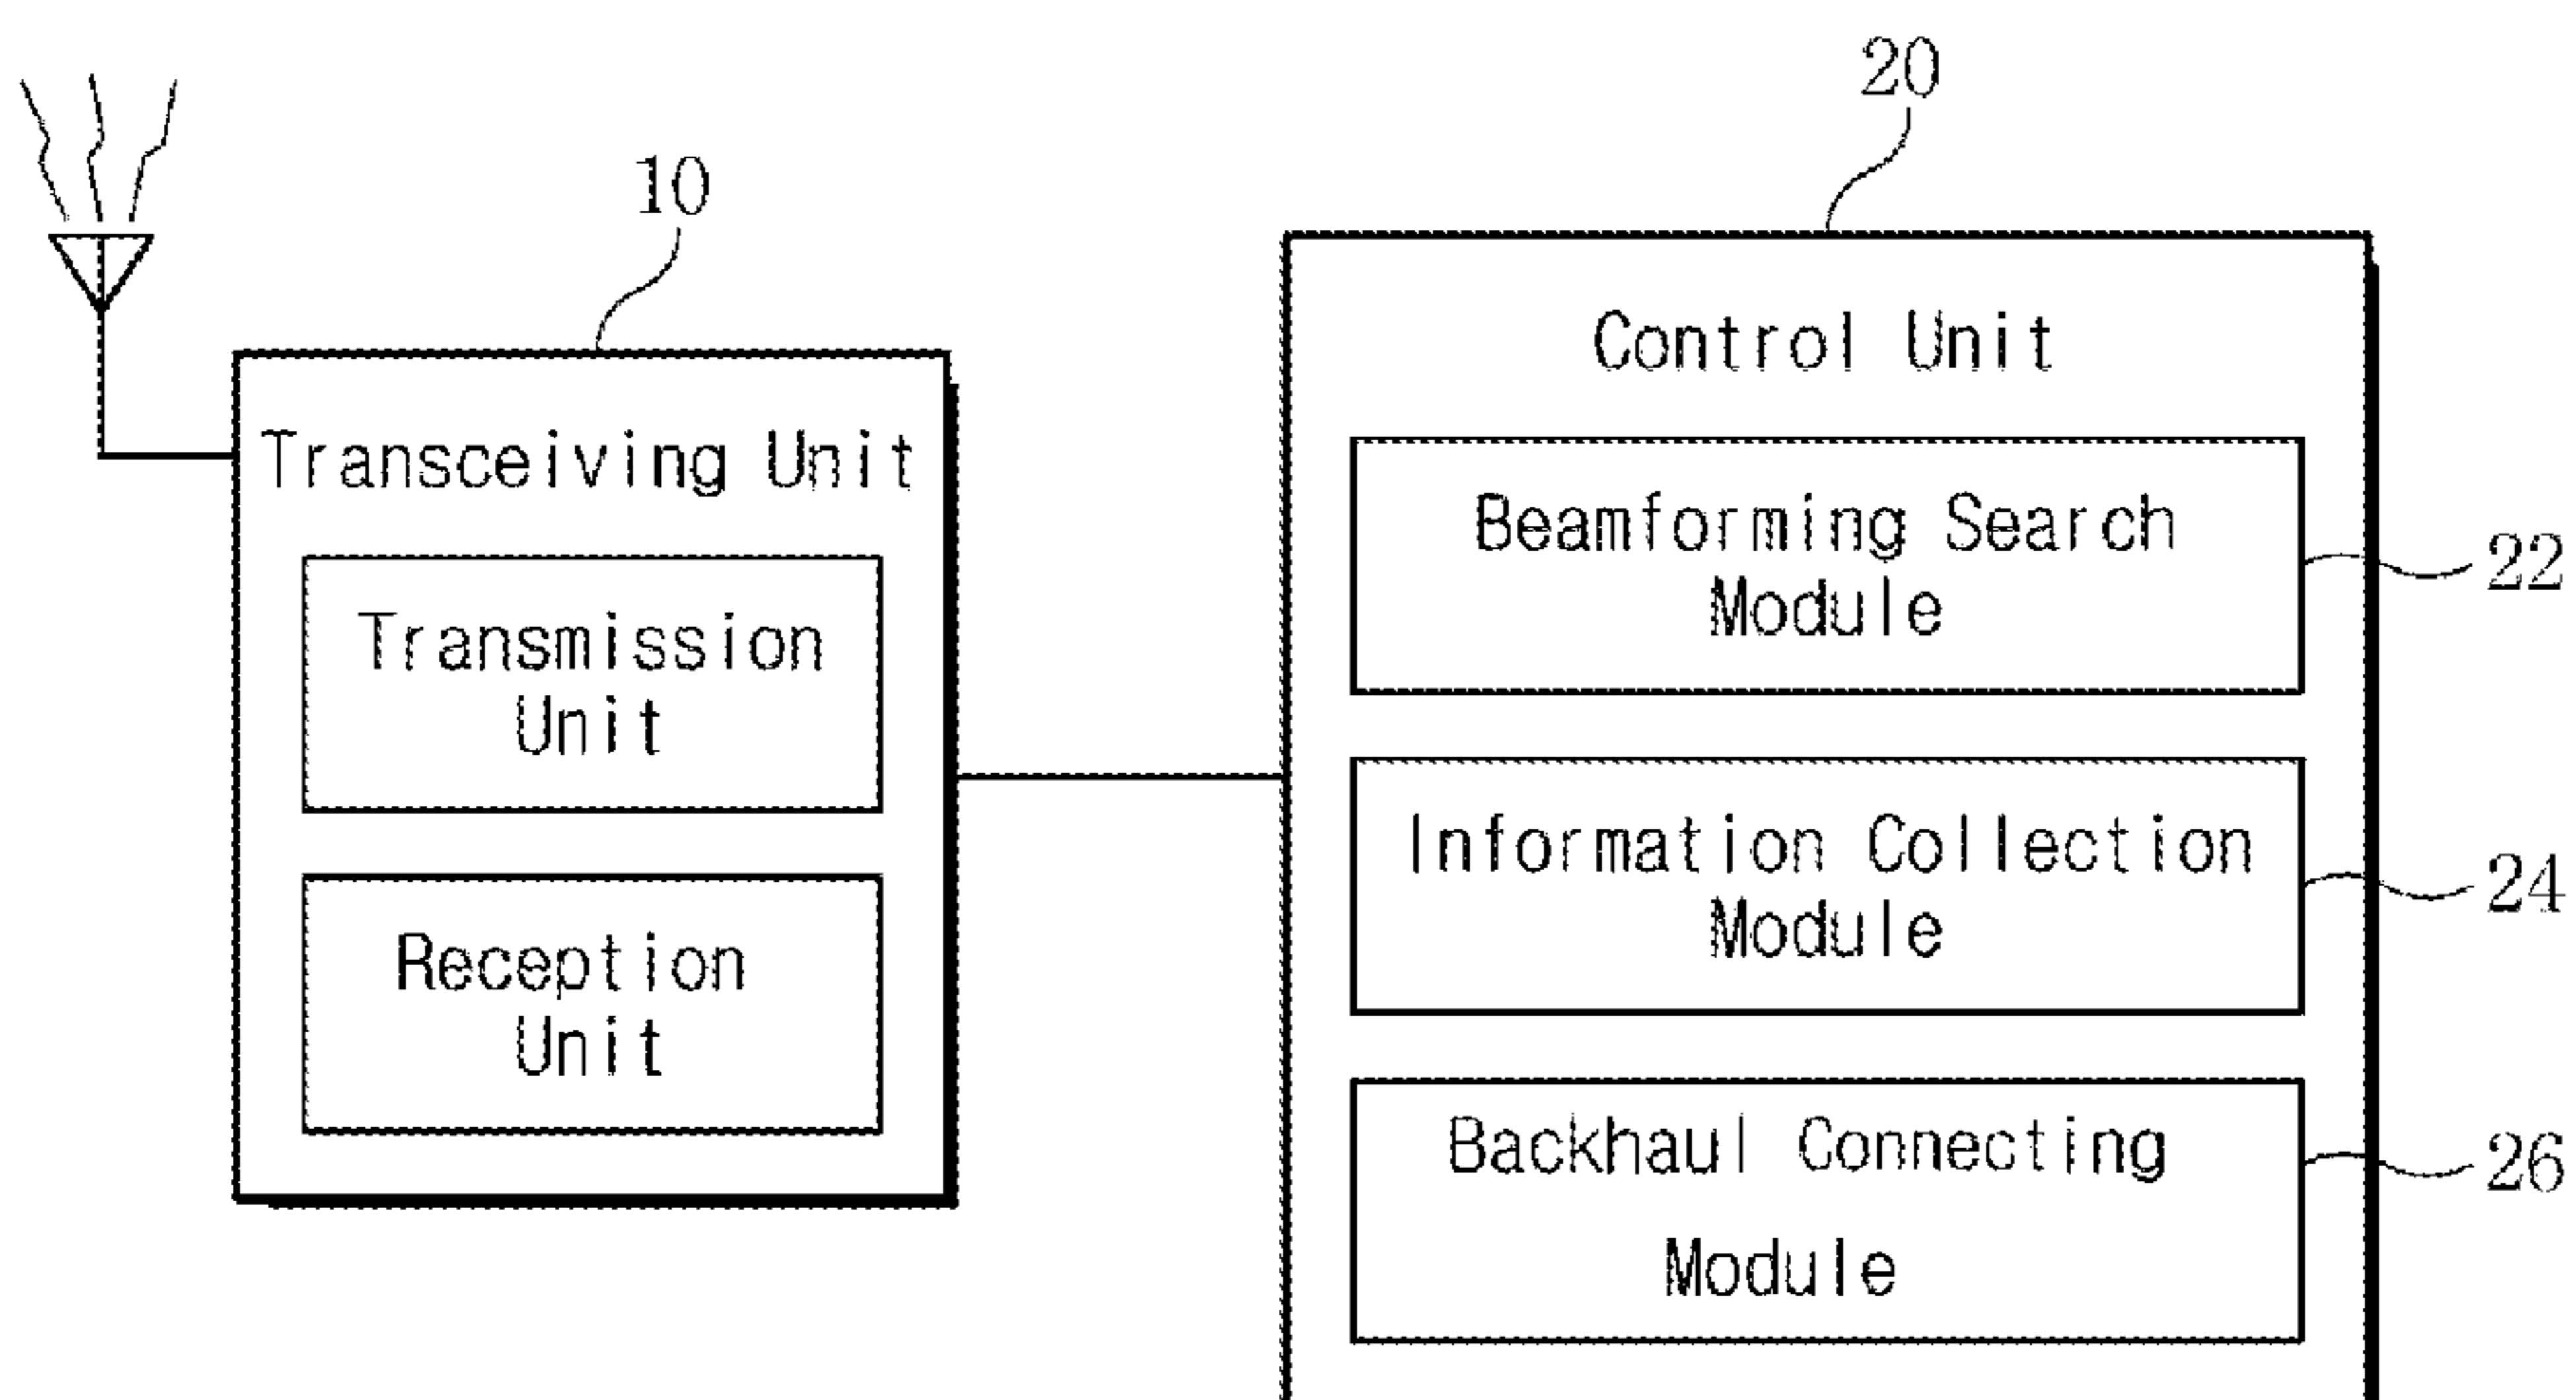 10
Transceiving Unit
Transmission
Unit
Reception
Unit
20
Control Unit
Beamforming Search
Module
22
Information Collection
Module
24
Backhaul Connecting
Module
26